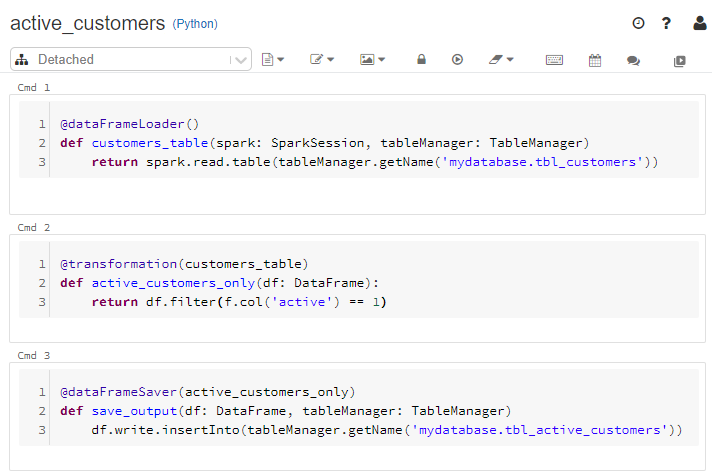 active_customers (Python)
Detached
Cmd 1
1 @dataFrameLoader()
2 def customers_table(spark: SparkSession, tableManager: TableManager)
3     return spark.read.table(tableManager.getName('mydatabase.tbl_customers'))
Cmd 2
1 @transformation(customers_table)
2 def active_customers_only(df: DataFrame):
3     return df.filter(f.col('active') == 1)
Cmd 3
1 @dataFrameSaver(active_customers_only)
2 def save_output(df: DataFrame, tableManager: TableManager)
3     df.write.insertInto(tableManager.getName('mydatabase.tbl_active_customers'))